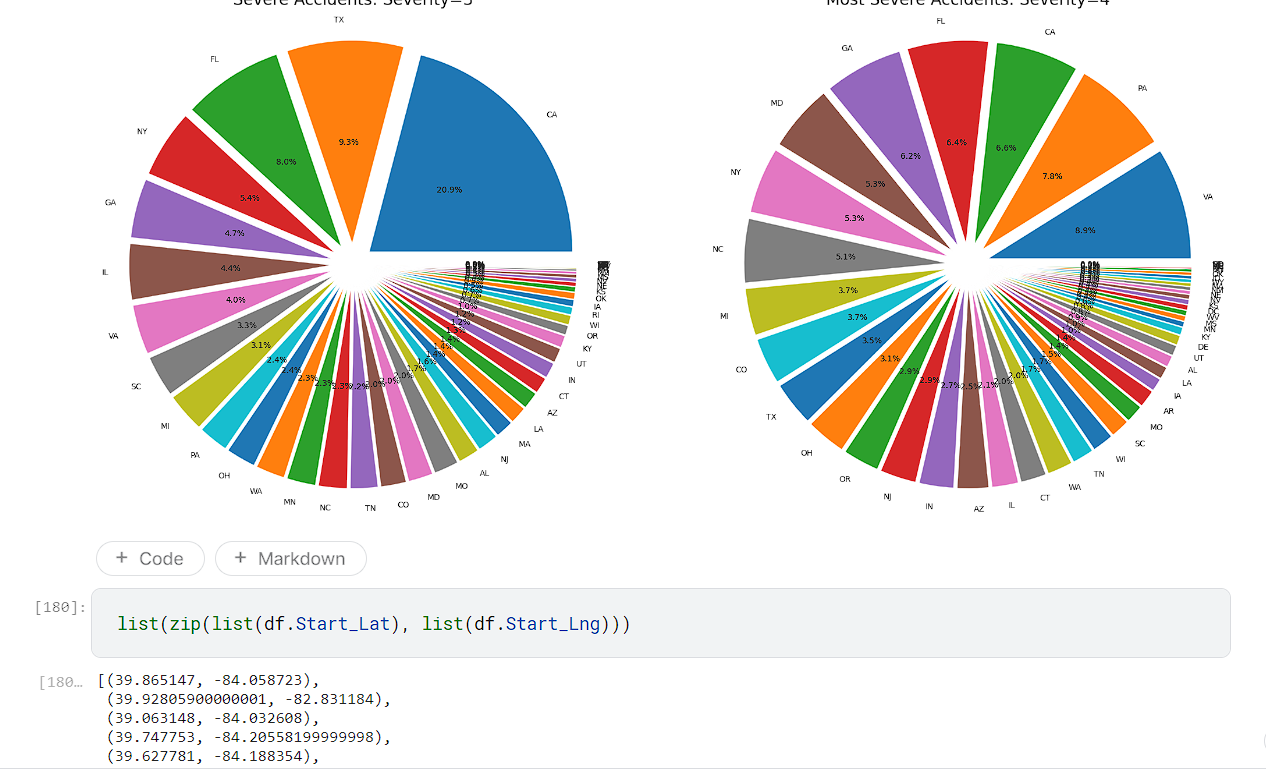 Severe Accidents: Severity=3
TX
FL
CA
NY
GA
IL
VA
SC
MI
PA
OH
WA
MN
NC
TN
CO
MD
MO
AL
NJ
MA
LA
AZ
CT
IN
UT
KY
OR
WI
RI
IA
OK
NE
20.9%
9.3%
8.0%
5.4%
4.7%
4.4%
4.0%
3.3%
3.1%
2.4%
2.4%
2.3%
2.3%
2.3%
2.2%
2.0%
2.0%
2.0%
1.7%
1.6%
1.4%
1.4%
1.4%
1.3%
1.2%
1.2%
1.0%
Most Severe Accidents: Severity=4
FL
CA
GA
PA
MD
NY
VA
NC
MI
CO
TX
OH
OR
NJ
IN
AZ
IL
CT
WA
TN
WI
SC
MO
AR
IA
LA
AL
UT
DE
KY
MN
8.9%
7.8%
6.6%
6.4%
6.2%
5.3%
5.3%
5.1%
3.7%
3.7%
3.5%
3.1%
2.9%
2.9%
2.7%
2.5%
2.1%
2.0%
2.0%
1.7%
1.7%
1.5%
1.4%
1.4%
1.0%
+ Code
+ Markdown
[180]:
list(zip(list(df.Start_Lat), list(df.Start_Lng)))
[180…
[(39.865147, -84.058723),
(39.92805900000001, -82.831184),
(39.063148, -84.032608),
(39.747753, -84.20558199999998),
(39.627781, -84.188354),